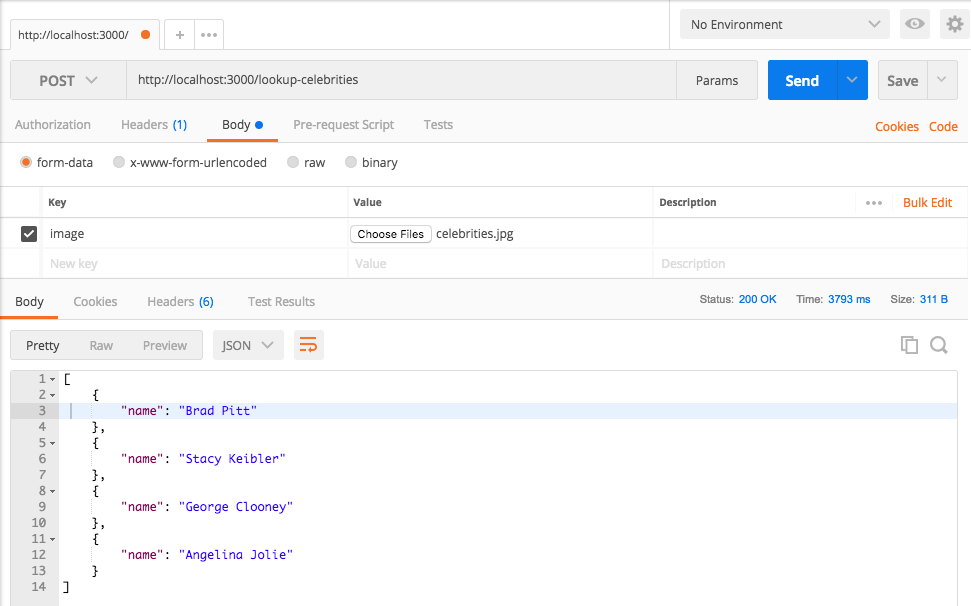 http://localhost:3000/ + ••• No Environment
POST http://localhost:3000/lookup-celebrities Params Send Save
Authorization Headers (1) Body Pre-request Script Tests Cookies Code
form-data x-www-form-urlencoded raw binary
Key Value Description ••• Bulk Edit
image Choose Files celebrities.jpg
New key Value Description
Body Cookies Headers (6) Test Results Status: 200 OK Time: 3793 ms Size: 311 B
Pretty Raw Preview JSON
1 [
2 {
3 "name": "Brad Pitt"
4 },
5 {
6 "name": "Stacy Keibler"
7 },
8 {
9 "name": "George Clooney"
10 },
11 {
12 "name": "Angelina Jolie"
13 }
14 ]